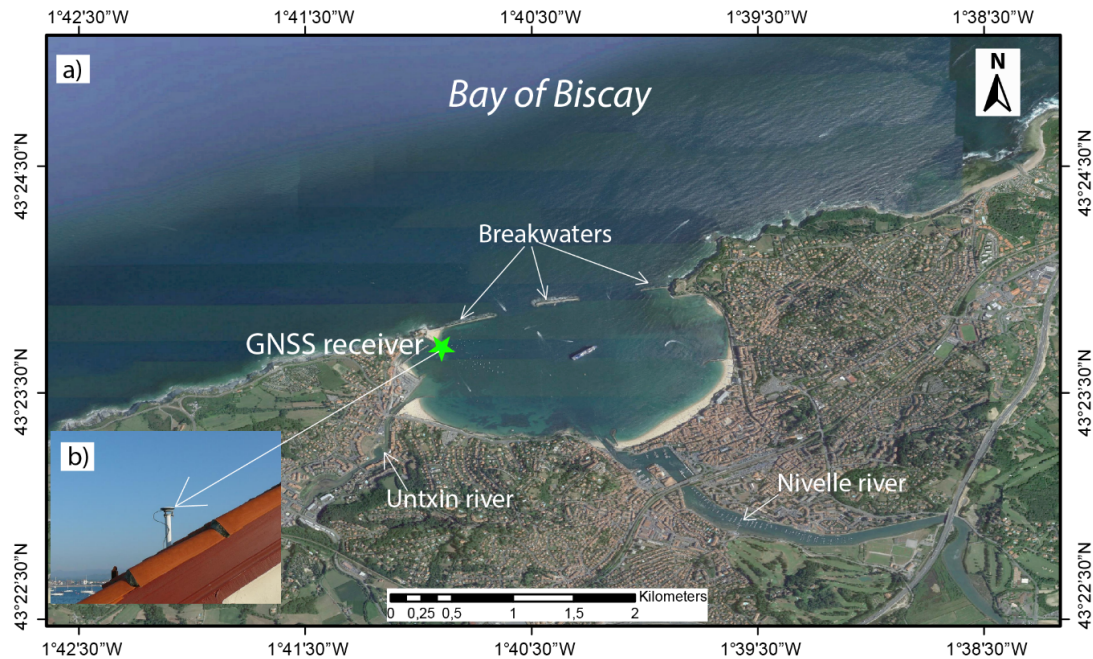 1°42'30"W 1°41'30"W 1°40'30"W 1°39'30"W 1°38'30"W
a)
Bay of Biscay
N
43°24'30"N 43°24'30"N
Breakwaters
GNSS receiver
43°23'30"N 43°23'30"N
b)
Untxin river
Nivelle river
43°22'30"N 43°22'30"N
Kilometers
0 0,25 0,5 1 1,5 2
1°42'30"W 1°41'30"W 1°40'30"W 1°39'30"W 1°38'30"W